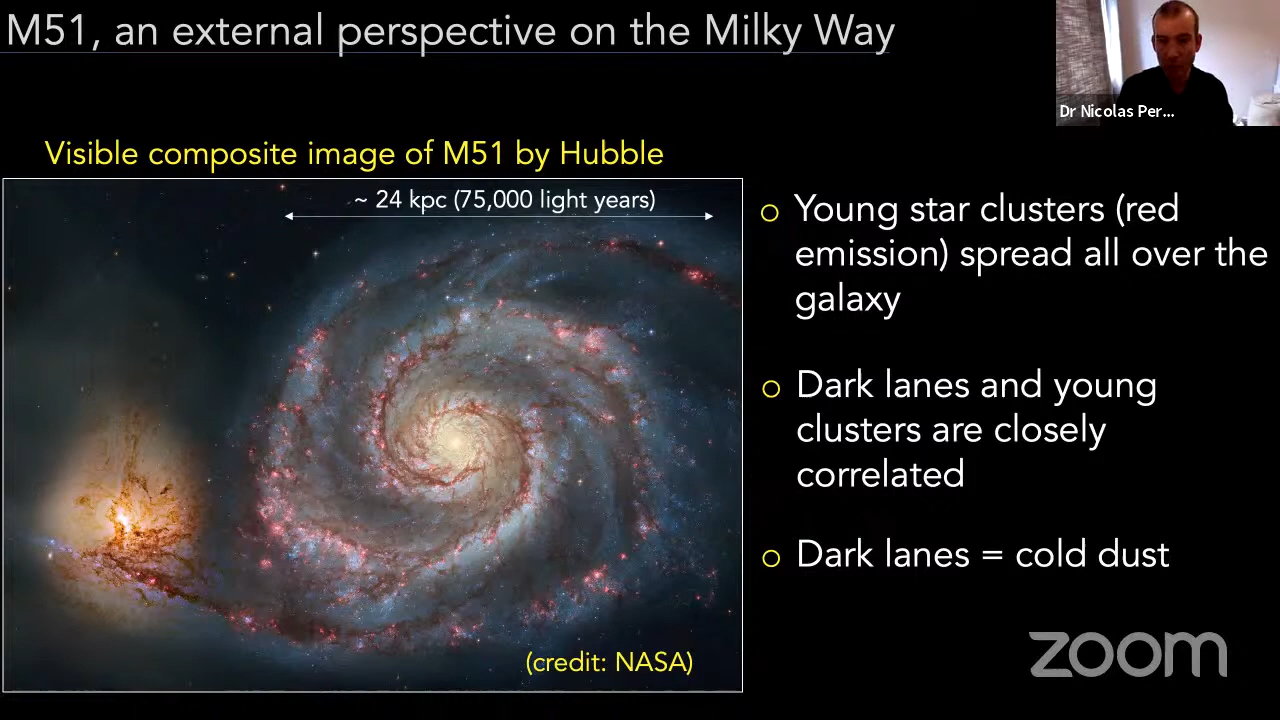 M51, an external perspective on the Milky Way
Dr Nicolas Per...
Visible composite image of M51 by Hubble
~ 24 kpc (75,000 light years)
o Young star clusters (red
emission) spread all over the
galaxy
o Dark lanes and young
clusters are closely
correlated
o Dark lanes = cold dust
(credit: NASA)
zoom